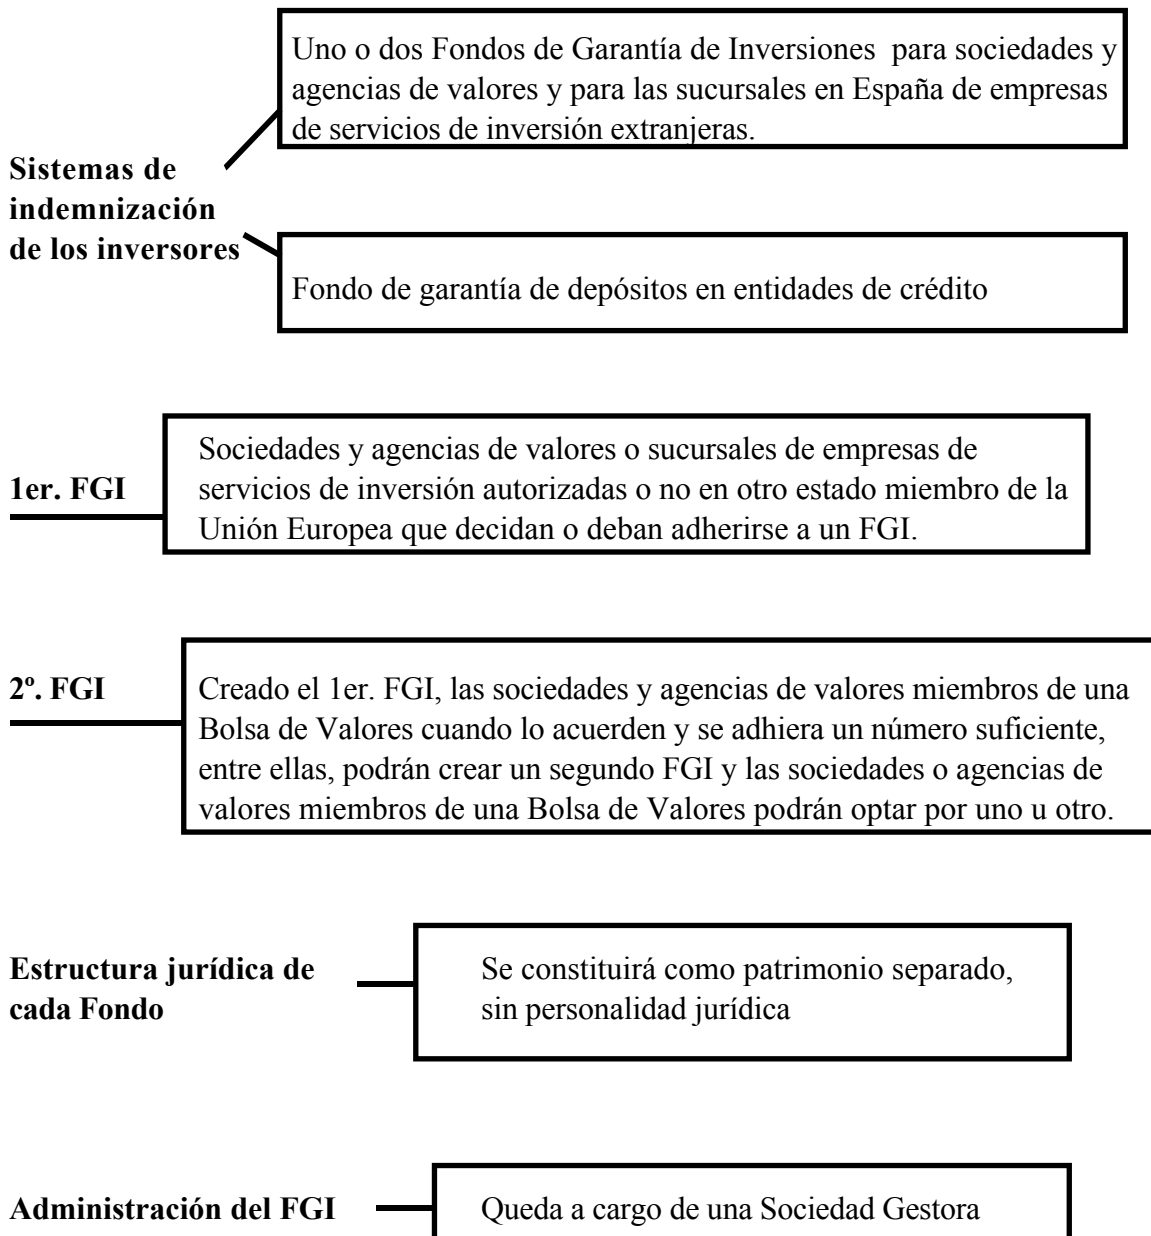 Uno o dos Fondos de Garantía de Inversiones para sociedades y
agencias de valores y para las sucursales en España de empresas
de servicios de inversión extranjeras.
Sistemas de
indemnización
de los inversores
Fondo de garantía de depósitos en entidades de crédito
1er. FGI
Sociedades y agencias de valores o sucursales de empresas de
servicios de inversión autorizadas o no en otro estado miembro de la
Unión Europea que decidan o deban adherirse a un FGI.
2º. FGI
Creado el 1er. FGI, las sociedades y agencias de valores miembros de una
Bolsa de Valores cuando lo acuerden y se adhiera un número suficiente,
entre ellas, podrán crear un segundo FGI y las sociedades o agencias de
valores miembros de una Bolsa de Valores podrán optar por uno u otro.
Estructura jurídica de
cada Fondo
Se constituirá como patrimonio separado,
sin personalidad jurídica
Administración del FGI
Queda a cargo de una Sociedad Gestora